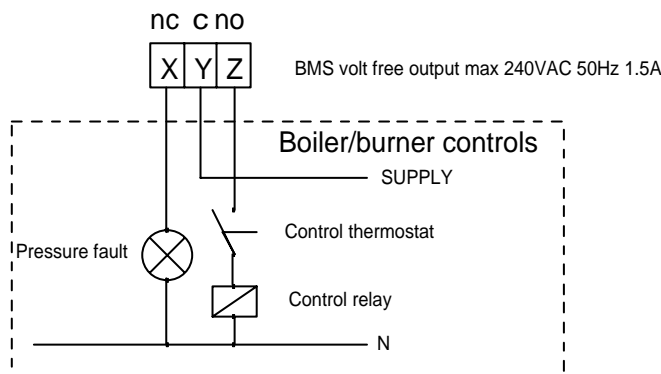 nc c no
X Y Z
BMS volt free output max 240VAC 50Hz 1.5A
Boiler/burner controls
SUPPLY
Control thermostat
Pressure fault
Control relay
N